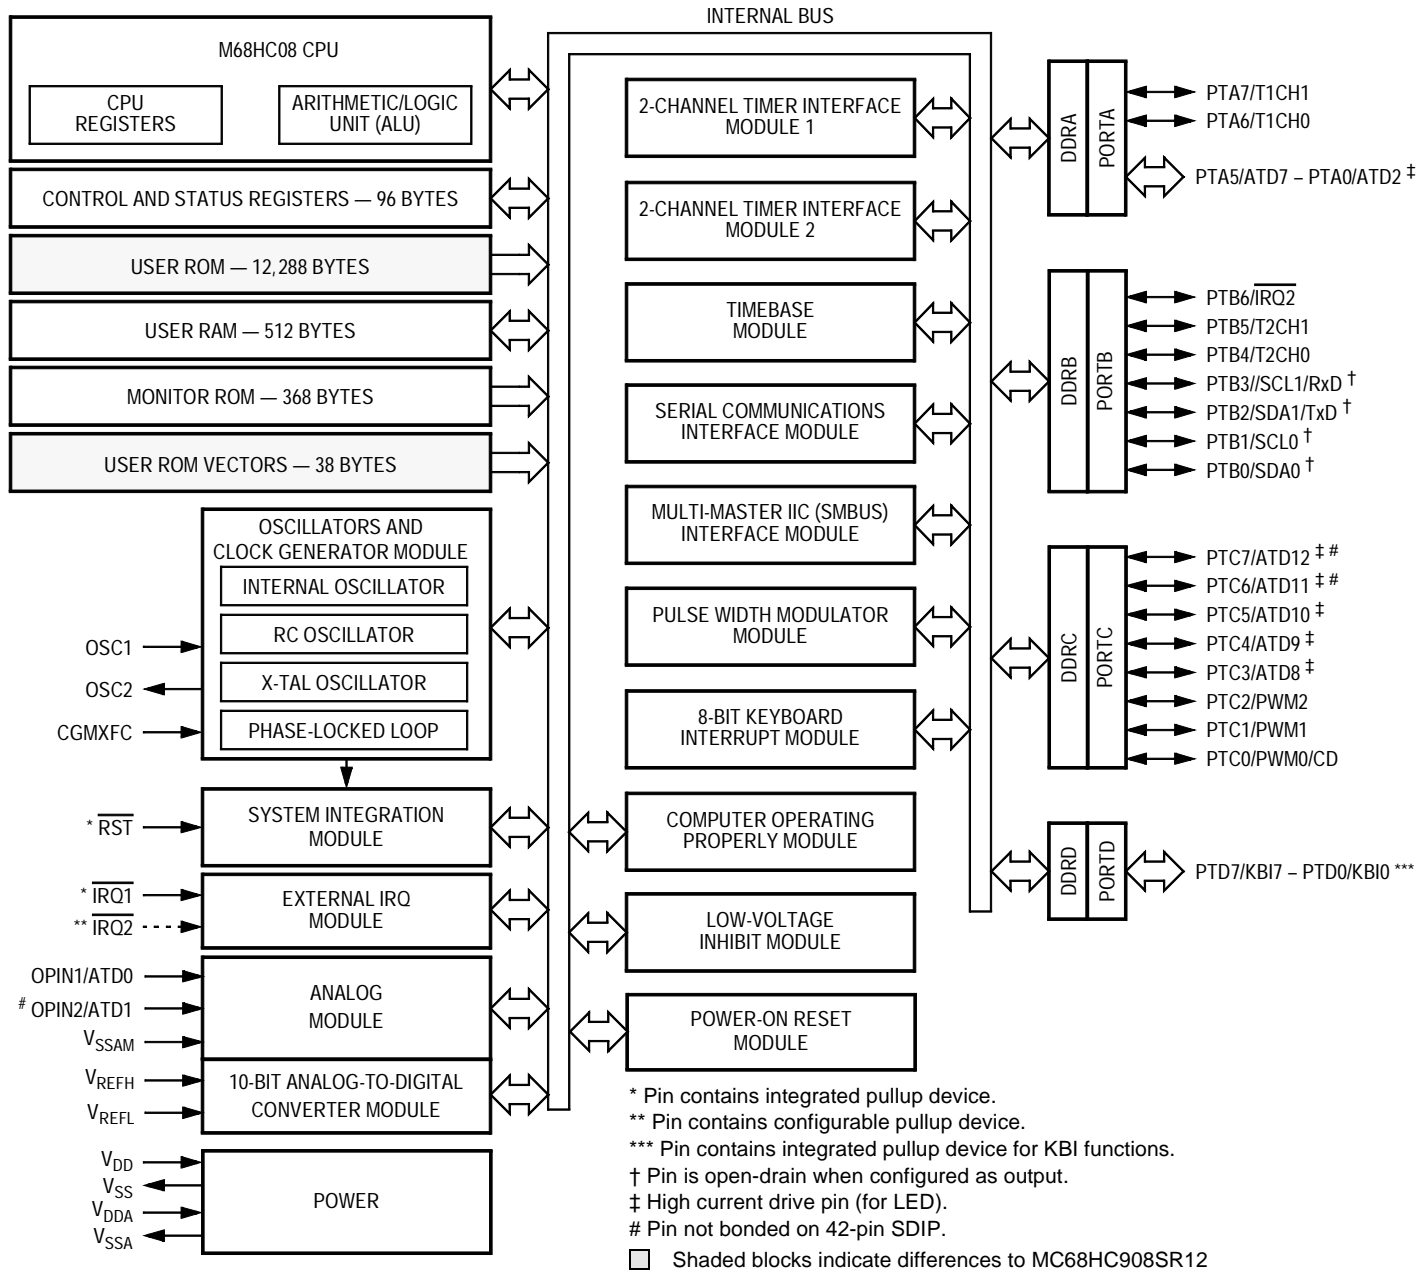 INTERNAL BUS
M68HC08 CPU
CPU
REGISTERS
ARITHMETIC/LOGIC
UNIT (ALU)
CONTROL AND STATUS REGISTERS — 96 BYTES
USER ROM — 12,288 BYTES
USER RAM — 512 BYTES
MONITOR ROM — 368 BYTES
USER ROM VECTORS — 38 BYTES
OSCILLATORS AND
CLOCK GENERATOR MODULE
INTERNAL OSCILLATOR
RC OSCILLATOR
X-TAL OSCILLATOR
PHASE-LOCKED LOOP
OSC1
OSC2
CGMXFC
SYSTEM INTEGRATION
MODULE
* RST
EXTERNAL IRQ
MODULE
* IRQ1
** IRQ2
ANALOG
MODULE
OPIN1/ATD0
# OPIN2/ATD1
VSSAM
10-BIT ANALOG-TO-DIGITAL
CONVERTER MODULE
VREFH
VREFL
POWER
VDD
VSS
VDDA
VSSA
2-CHANNEL TIMER INTERFACE
MODULE 1
2-CHANNEL TIMER INTERFACE
MODULE 2
TIMEBASE
MODULE
SERIAL COMMUNICATIONS
INTERFACE MODULE
MULTI-MASTER IIC (SMBUS)
INTERFACE MODULE
PULSE WIDTH MODULATOR
MODULE
8-BIT KEYBOARD
INTERRUPT MODULE
COMPUTER OPERATING
PROPERLY MODULE
LOW-VOLTAGE
INHIBIT MODULE
POWER-ON RESET
MODULE
DDRA
PORTA
PTA7/T1CH1
PTA6/T1CH0
PTA5/ATD7 – PTA0/ATD2 ‡
DDRB
PORTB
PTB6/IRQ2
PTB5/T2CH1
PTB4/T2CH0
PTB3//SCL1/RxD †
PTB2/SDA1/TxD †
PTB1/SCL0 †
PTB0/SDA0 †
DDRC
PORTC
PTC7/ATD12 ‡ #
PTC6/ATD11 ‡ #
PTC5/ATD10 ‡
PTC4/ATD9 ‡
PTC3/ATD8 ‡
PTC2/PWM2
PTC1/PWM1
PTC0/PWM0/CD
DDRD
PORTD
PTD7/KBI7 – PTD0/KBI0 ***
* Pin contains integrated pullup device.
** Pin contains configurable pullup device.
*** Pin contains integrated pullup device for KBI functions.
† Pin is open-drain when configured as output.
‡ High current drive pin (for LED).
# Pin not bonded on 42-pin SDIP.
Shaded blocks indicate differences to MC68HC908SR12